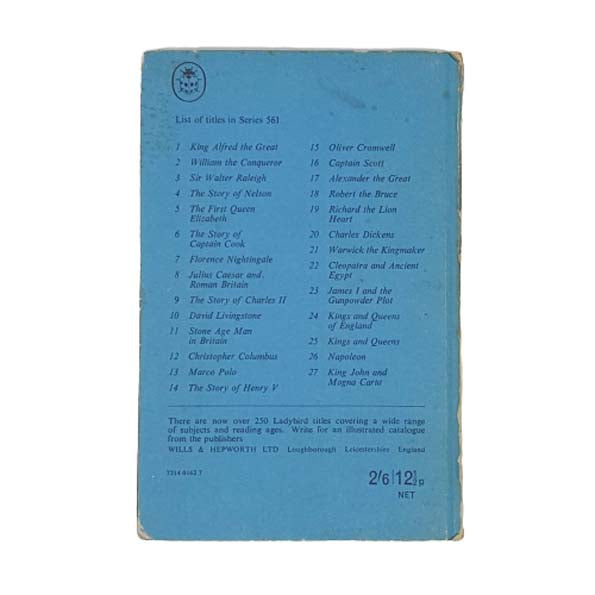 List of titles in Series 561
1 King Alfred the Great
2 William the Conqueror
3 Sir Walter Raleigh
4 The Story of Nelson
5 The First Queen
Elizabeth
6 The Story of
Captain Cook
7 Florence Nightingale
8 Julius Caesar and
Roman Britain
9 The Story of Charles II
10 David Livingstone
11 Stone Age Man
in Britain
12 Christopher Columbus
13 Marco Polo
14 The Story of Henry V
15 Oliver Cromwell
16 Captain Scott
17 Alexander the Great
18 Robert the Bruce
19 Richard the Lion
Heart
20 Charles Dickens
21 Warwick the Kingmaker
22 Cleopatra and Ancient
Egypt
23 James I and the
Gunpowder Plot
24 Kings and Queens
of England
25 Kings and Queens
26 Napoleon
27 King John and
Magna Carta
There are now over 250 Ladybird titles covering a wide range
of subjects and reading ages. Write for an illustrated catalogue
from the publishers
WILLS & HEPWORTH LTD Loughborough Leicestershire England
7214 0162 7
2/6 | 12½p
NET